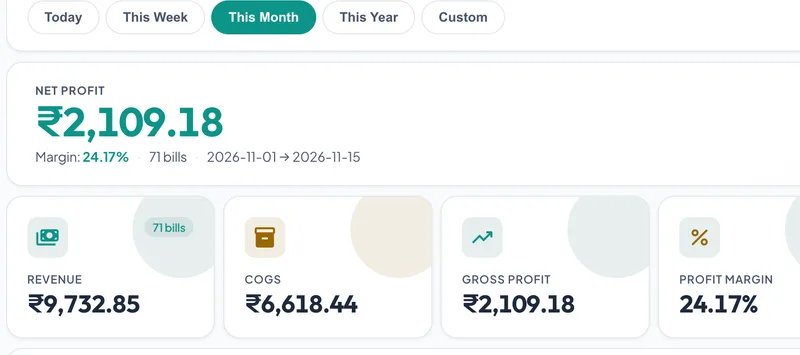 Today This Week This Month This Year Custom
NET PROFIT
₹2,109.18
Margin: 24.17% · 71 bills · 2026-11-01 → 2026-11-15
71 bills
REVENUE
₹9,732.85
COGS
₹6,618.44
GROSS PROFIT
₹2,109.18
PROFIT MARGIN
24.17%